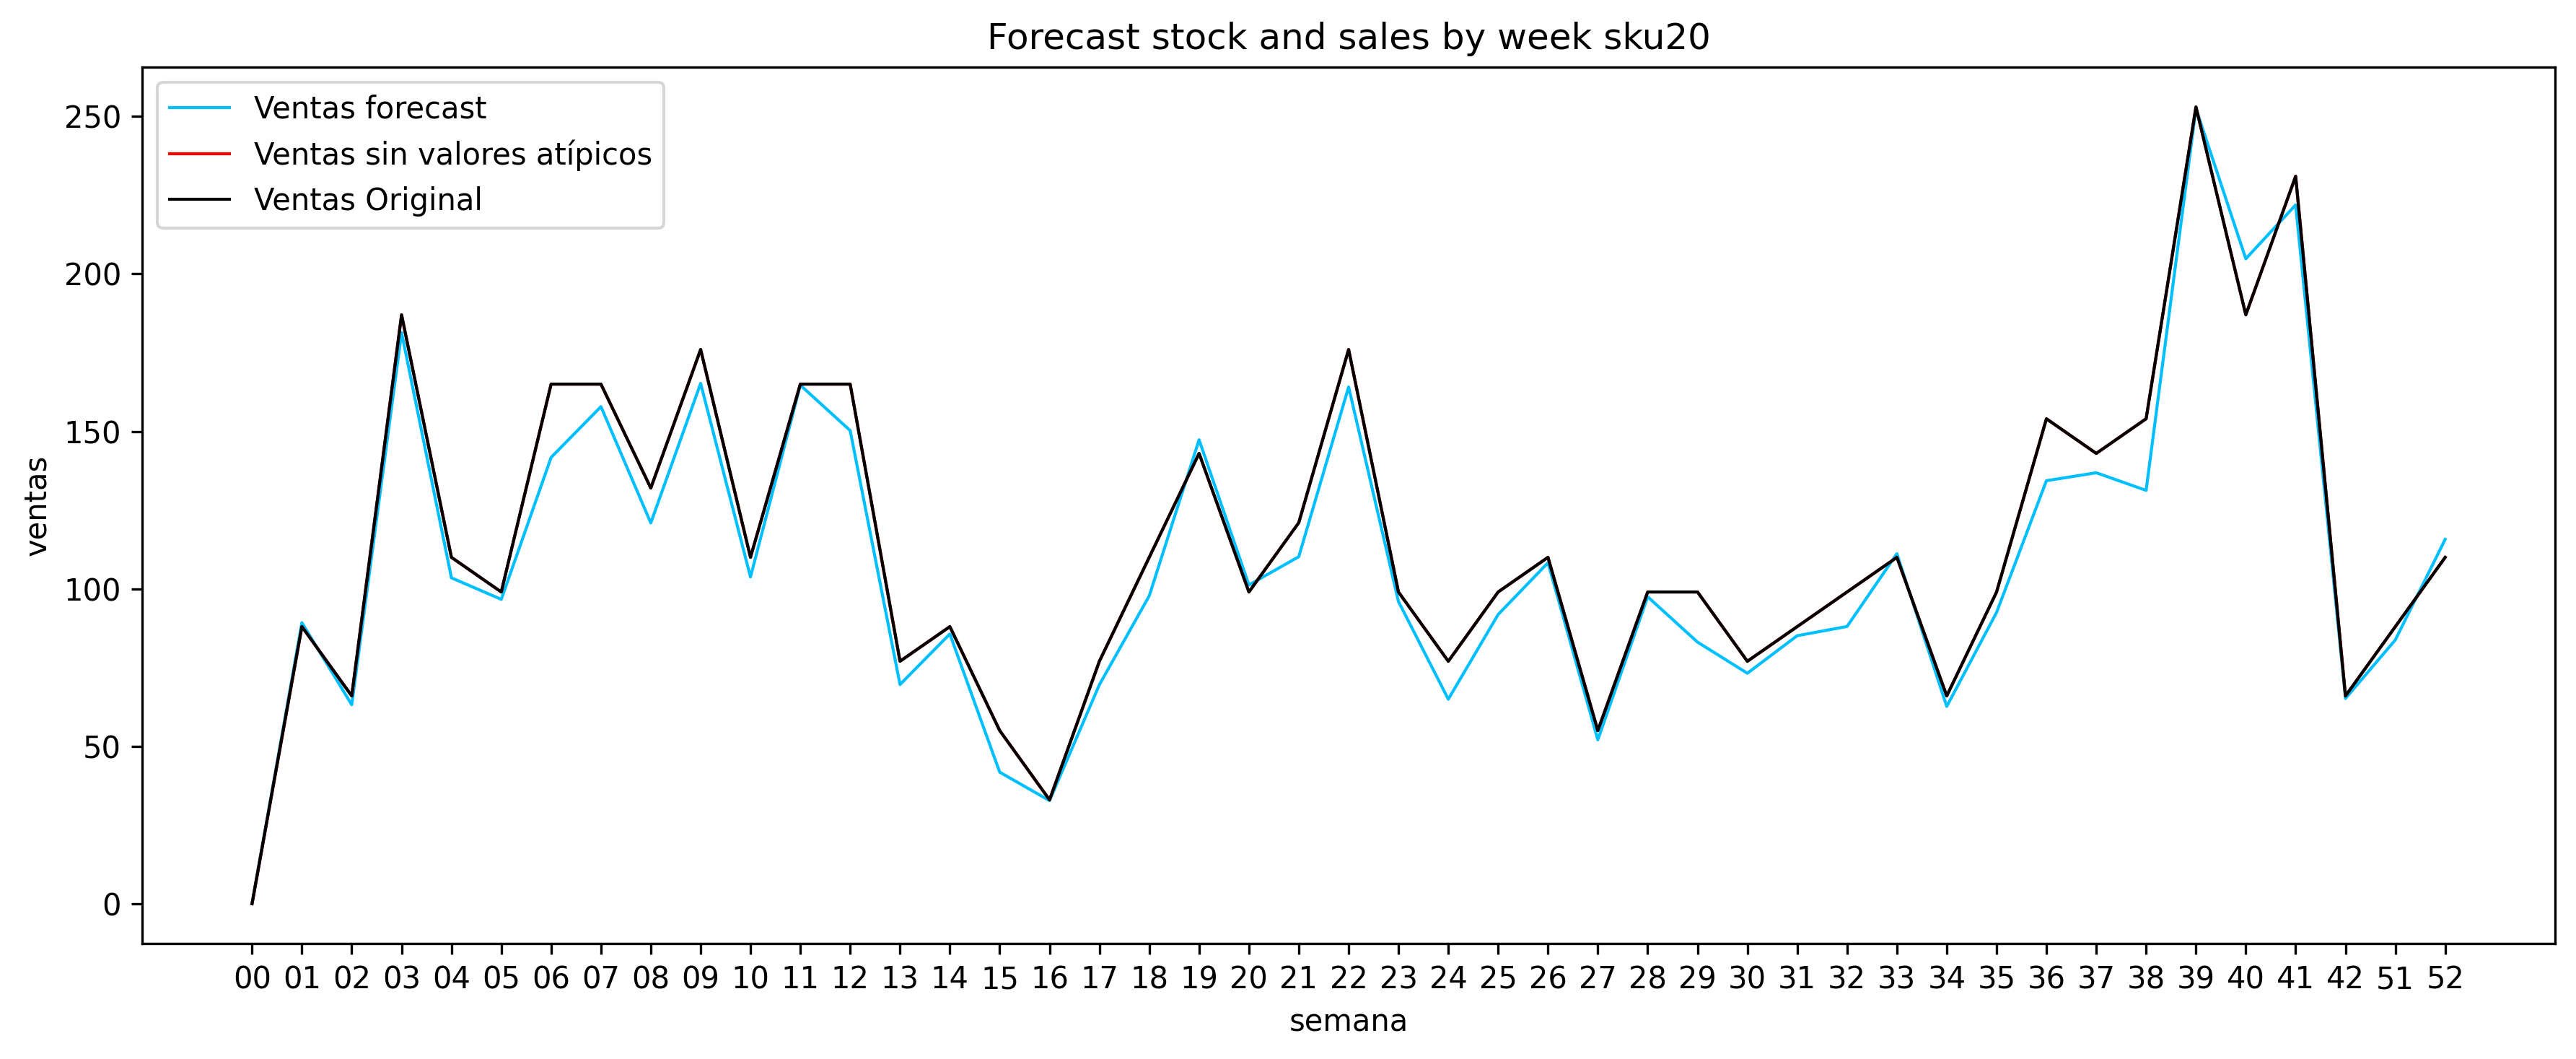 Forecast stock and sales by week sku20
Ventas forecast
Ventas sin valores atípicos
Ventas Original
250
200
150
100
50
0
ventas
00 01 02 03 04 05 06 07 08 09 10 11 12 13 14 15 16 17 18 19 20 21 22 23 24 25 26 27 28 29 30 31 32 33 34 35 36 37 38 39 40 41 42 51 52
semana